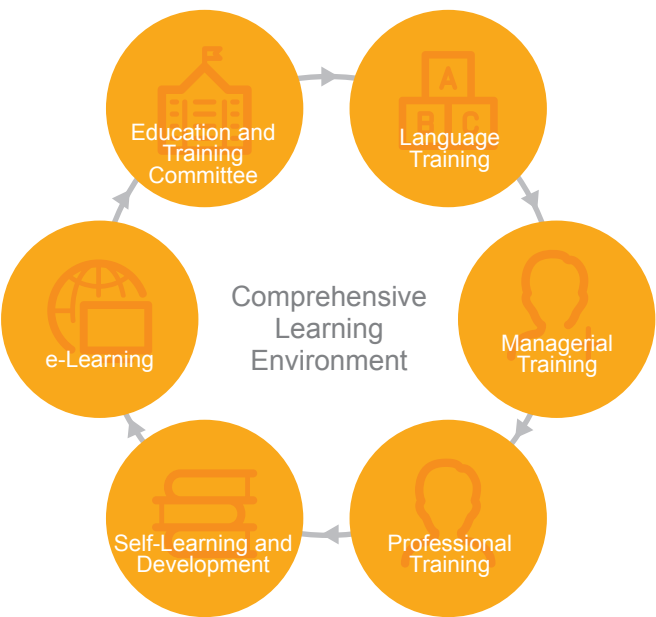 Education and
Training
Committee
A
B C
Language
Training
Comprehensive
Learning
Environment
Managerial
Training
Professional
Training
Self-Learning and
Development
e-Learning